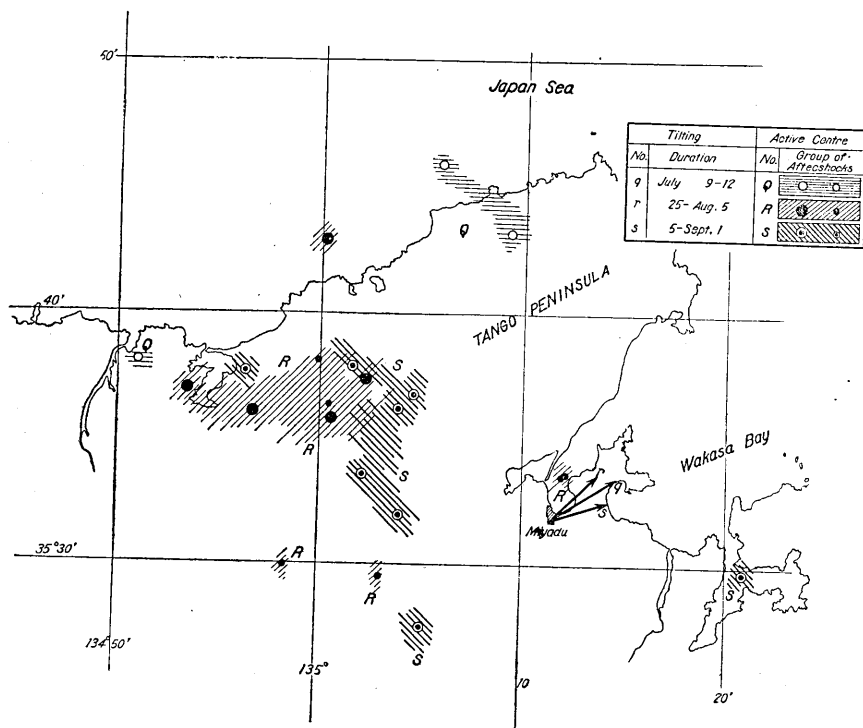 50'
Japan Sea
Tilting Active Centre
No. Duration No. Group of Aftershocks
q July 9-12 Q
r 25-Aug. 5 R
s 5-Sept. 1 S
Q
TANGO PENINSULA
40'
Q
R
S
R
S
Wakasa Bay
R
r
q
s
Miyadu
35°30'
R
R
S
S
134°50'
135°
10
20'